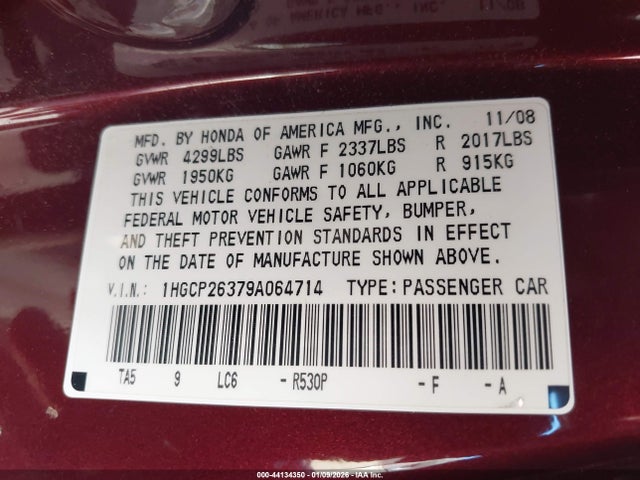 MFD. BY HONDA OF AMERICA MFG., INC. 11/08
GVWR 4299LBS GAWR F 2337LBS R 2017LBS
GVWR 1950KG GAWR F 1060KG R 915KG
THIS VEHICLE CONFORMS TO ALL APPLICABLE
FEDERAL MOTOR VEHICLE SAFETY, BUMPER,
AND THEFT PREVENTION STANDARDS IN EFFECT
ON THE DATE OF MANUFACTURE SHOWN ABOVE.
V.I.N.: 1HGCP26379A064714 TYPE:PASSENGER CAR
TA5 9 LC6 -R530P -F -A
000-44134350 - 01/09/2026 - IAA Inc.